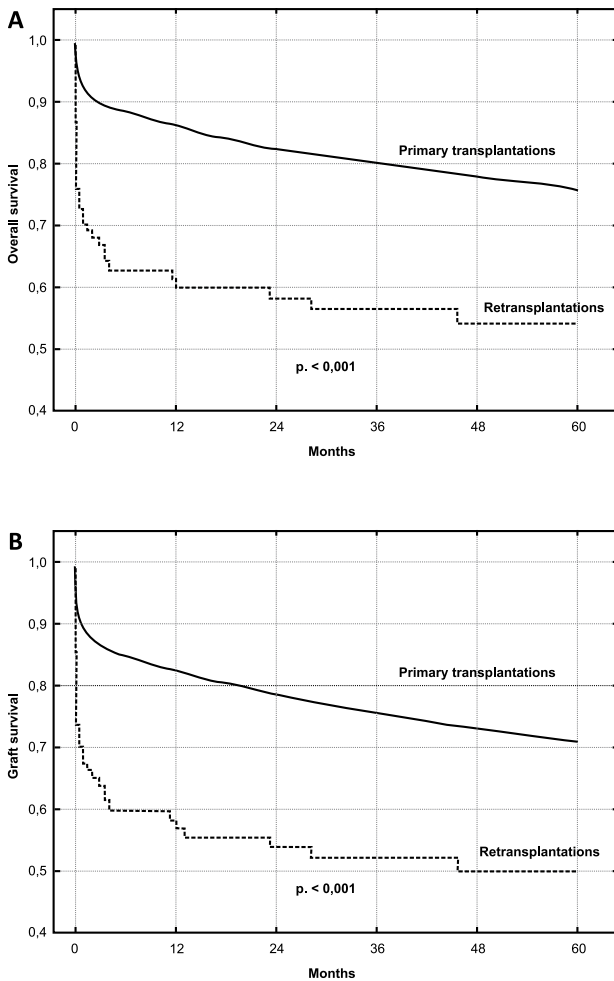 A
Overall survival
1,0
0,9
0,8
0,7
0,6
0,5
0,4
Primary transplantations
Retransplantations
p. < 0,001
0 12 24 36 48 60
Months
B
Graft survival
1,0
0,9
0,8
0,7
0,6
0,5
0,4
Primary transplantations
Retransplantations
p. < 0,001
0 12 24 36 48 60
Months